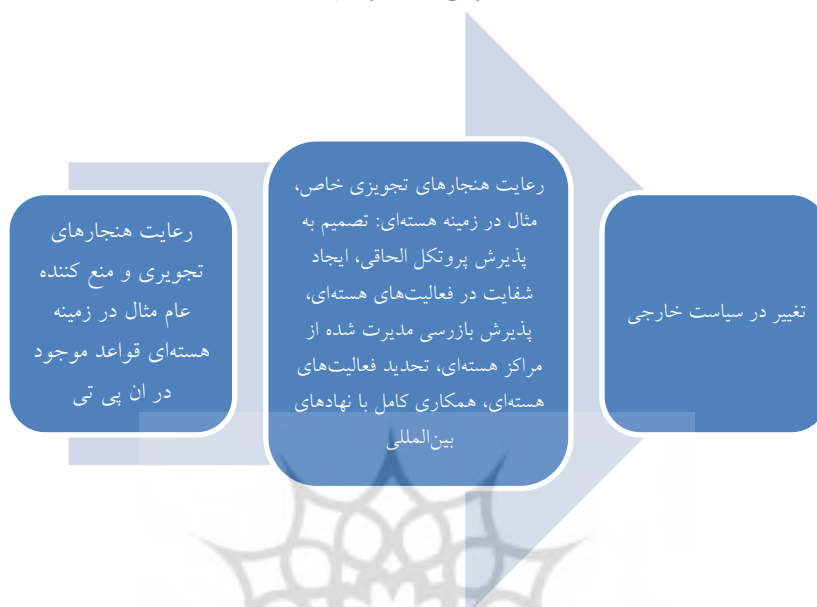 رعایت هنجارهای
تجویری و منع کننده
عام مثال در زمینه
هسته‌ای قواعد موجود
در ان پی تی
رعایت هنجارهای تجویزی خاص،
مثال در زمینه هسته‌ای: تصمیم به
پذیرش پروتکل الحاقی، ایجاد
شفایت در فعالیت‌های هسته‌ای،
پذیرش بازرسی مدیرت شده از
مراکز هسته‌ای، تحدید فعالیت‌های
هسته‌ای، همکاری کامل با نهادهای
بین‌المللی
تغییر در سیاست خارجی